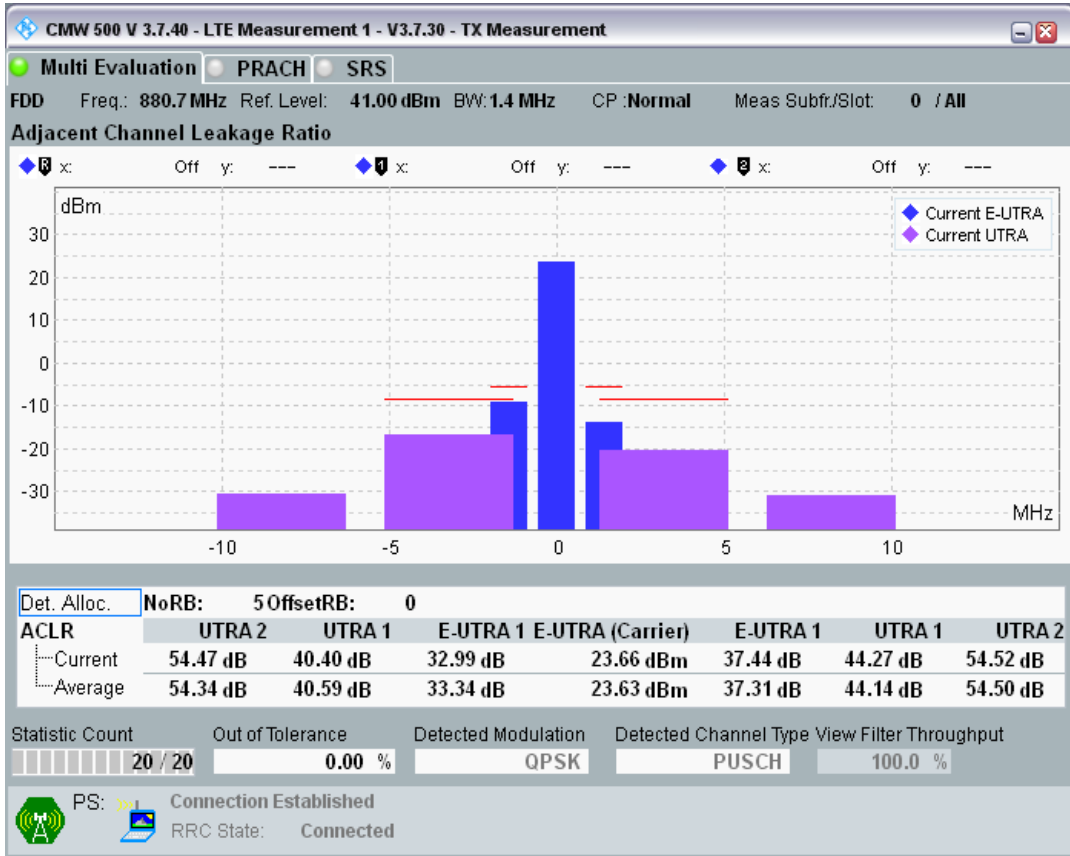 CMW 500 V 3.7.40 - LTE Measurement 1 - V3.7.30 - TX Measurement
Multi Evaluation PRACH SRS
FDD Freq.: 880.7 MHz Ref. Level: 41.00 dBm BW: 1.4 MHz CP :Normal Meas Subfr./Slot: 0 / All
Adjacent Channel Leakage Ratio
R x: Off y: --- 1 x: Off y: --- 2 x: Off y: ---
dBm
Current E-UTRA
Current UTRA
30
20
10
0
-10
-20
-30
MHz
-10 -5 0 5 10
Det. Alloc. NoRB: 5 OffsetRB: 0
ACLR UTRA 2 UTRA 1 E-UTRA 1 E-UTRA (Carrier) E-UTRA 1 UTRA 1 UTRA 2
Current 54.47 dB 40.40 dB 32.99 dB 23.66 dBm 37.44 dB 44.27 dB 54.52 dB
Average 54.34 dB 40.59 dB 33.34 dB 23.63 dBm 37.31 dB 44.14 dB 54.50 dB
Statistic Count Out of Tolerance Detected Modulation Detected Channel Type View Filter Throughput
20 / 20 0.00 % QPSK PUSCH 100.0 %
PS: Connection Established
RRC State: Connected